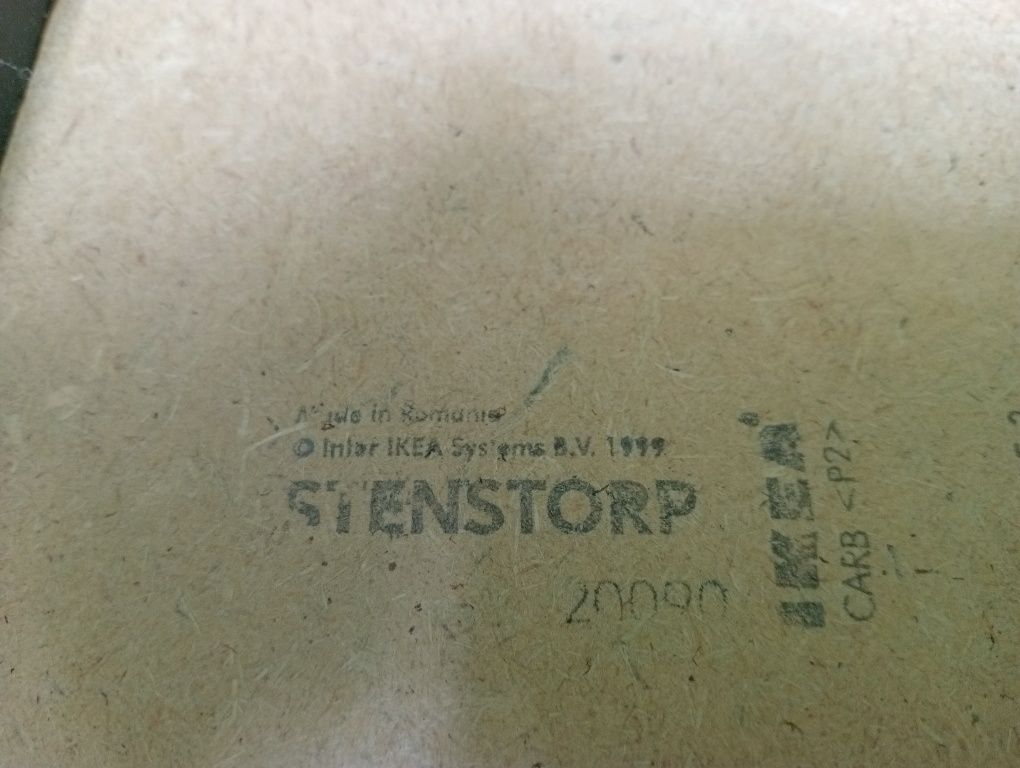 Made in Romania
© Inter IKEA Systems B.V. 1999
STENSTORP
20090
IKEA®
CARB <P2>